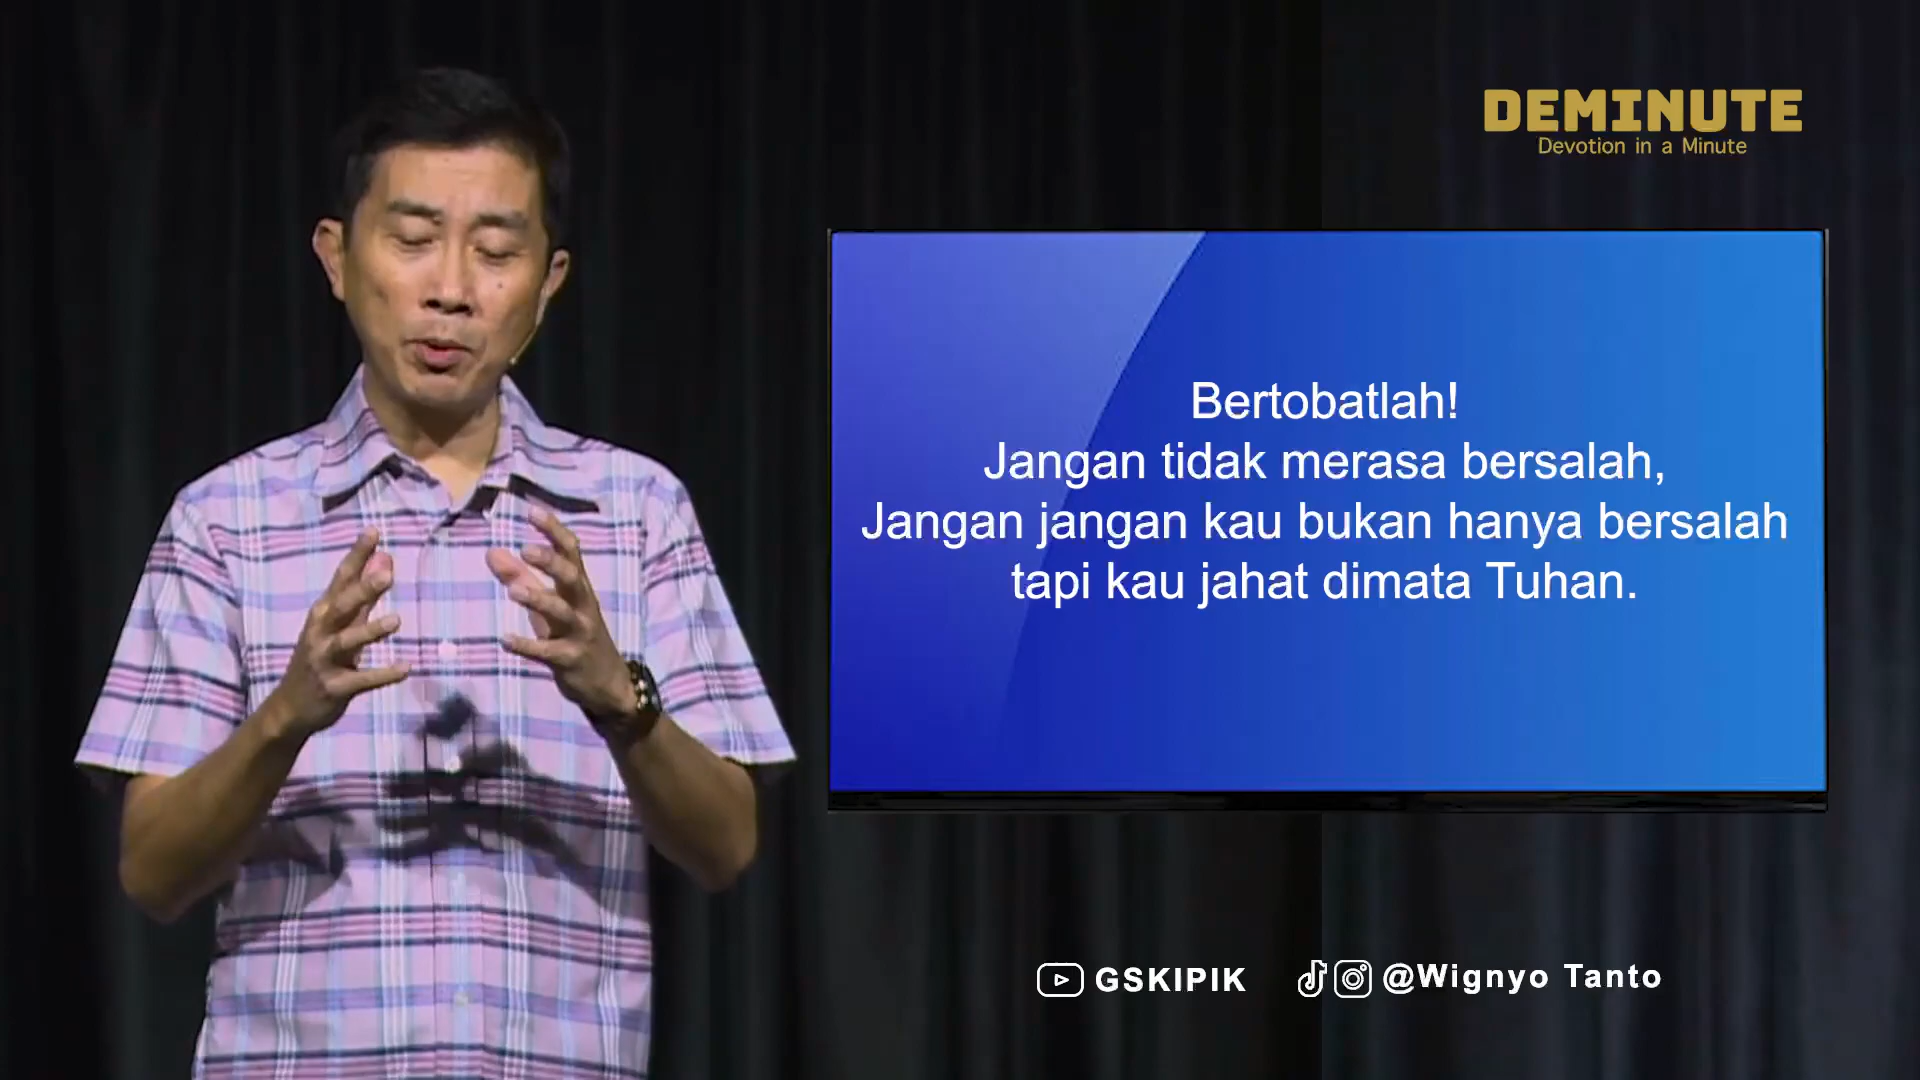 DEMINUTE
Devotion in a Minute
Bertobatlah!
Jangan tidak merasa bersalah,
Jangan jangan kau bukan hanya bersalah
tapi kau jahat dimata Tuhan.
GSKIPIK
@Wignyo Tanto